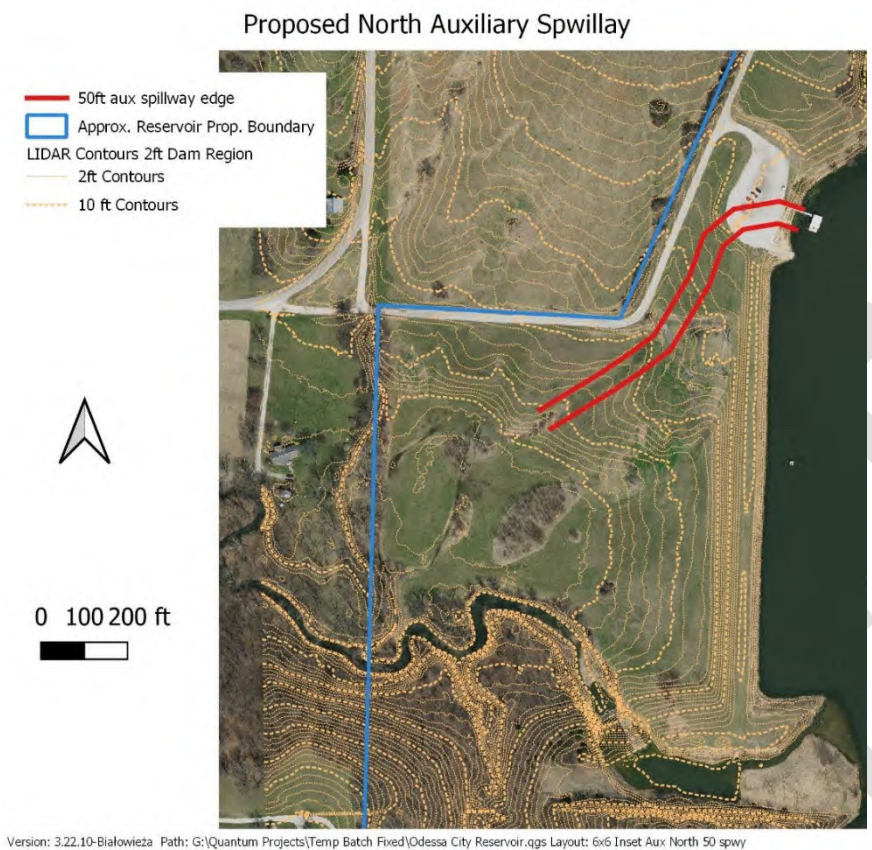 Proposed North Auxiliary Spwillay
50ft aux spillway edge
Approx. Reservoir Prop. Boundary
LIDAR Contours 2ft Dam Region
2ft Contours
10 ft Contours
0 100 200 ft
Version: 3.22.10-Białowieża Path: G:\Quantum Projects\Temp Batch Fixed\Odessa City Reservoir.qgs Layout: 6x6 Inset Aux North 50 spwy